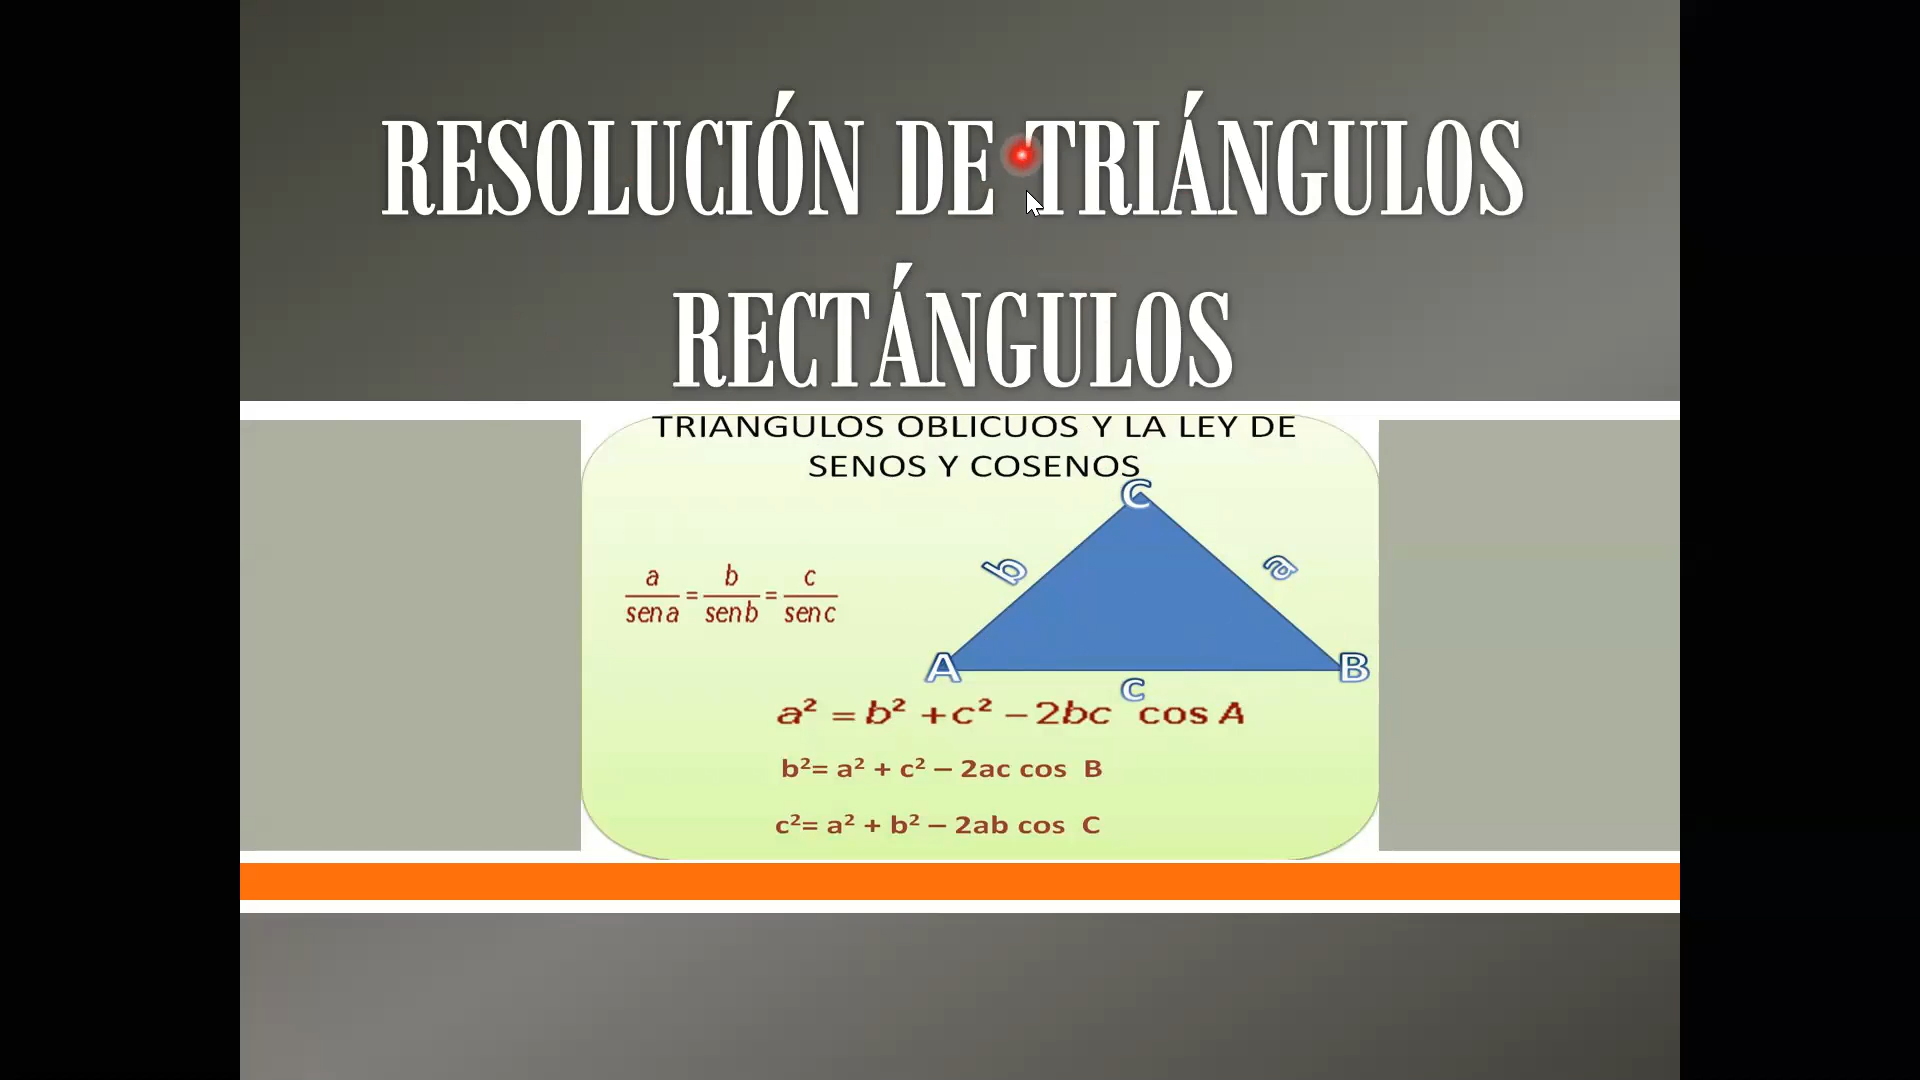 RESOLUCIÓN DE TRIÁNGULOS
RECTÁNGULOS
TRIANGULOS OBLICUOS Y LA LEY DE
SENOS Y COSENOS
C
b
a
a/sen a = b/sen b = c/sen c
A
B
c
a² = b² + c² – 2bc cos A
b²= a² + c² – 2ac cos B
c²= a² + b² – 2ab cos C